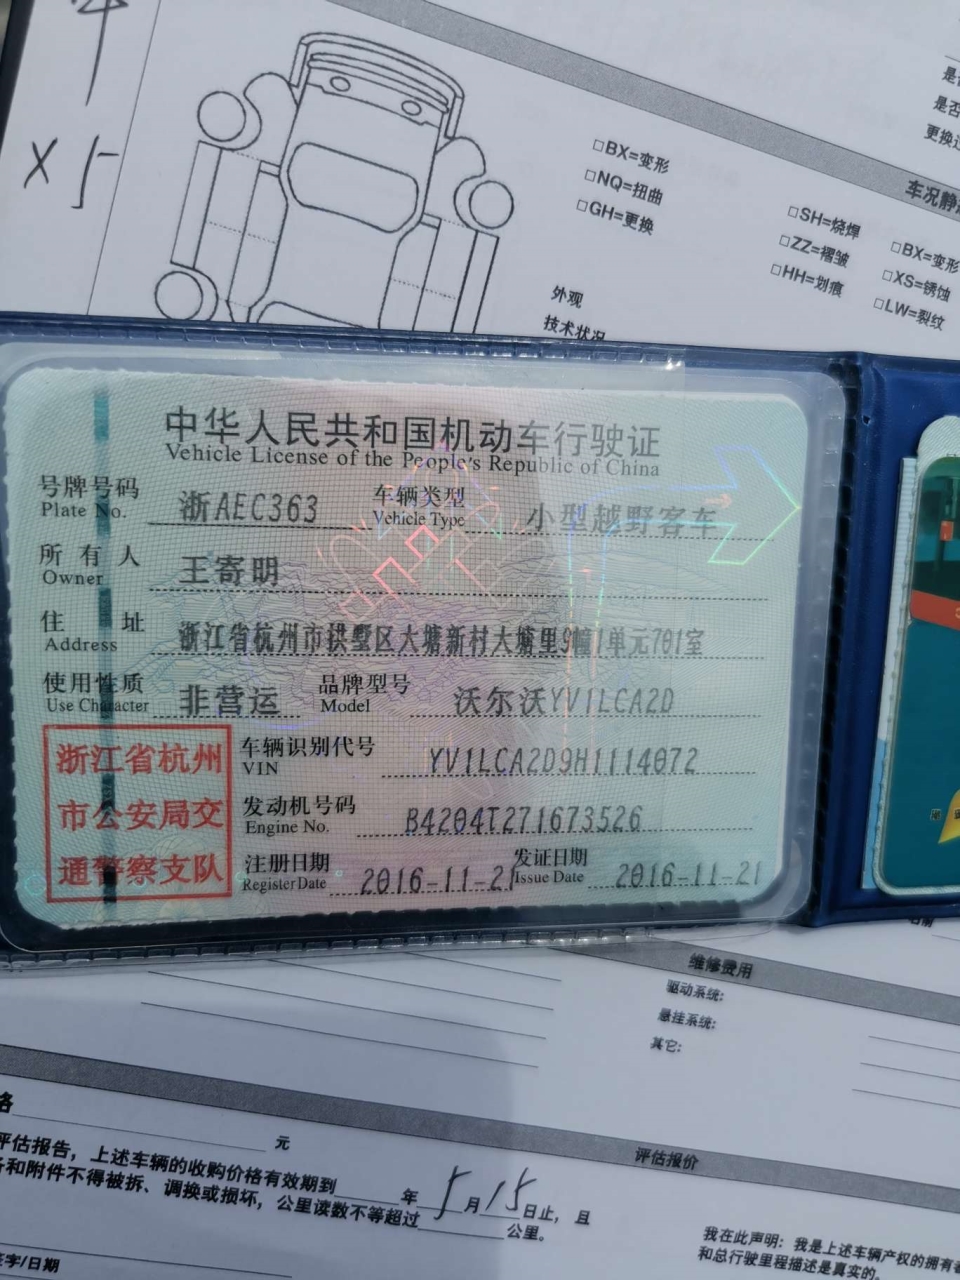 X5
□BX=变形
□NQ=扭曲
□GH=更换
□SH=烧焊
□ZZ=褶皱
□HH=划痕
□BX=变形
□XS=锈蚀
□LW=裂纹
更换
车况静
外观
技术状况
中华人民共和国机动车行驶证
Vehicle License of the People's Republic of China
号牌号码 浙AEC363 车辆类型 小型越野客车
Plate No. Vehicle Type
所有人 王寄明
Owner
住址 浙江省杭州市拱墅区大塘新村大塘里9幢1单元701室
Address
使用性质 非营运 品牌型号 沃尔沃YV1LCA2D
Use Character Model
浙江省杭州
市公安局交
通警察支队
车辆识别代号 YV1LCA2D9H1114072
VIN
发动机号码 B4204T271673526
Engine No.
注册日期 2016-11-21 发证日期 2016-11-21
Register Date Issue Date
维修费用
驱动系统:
悬挂系统:
其它:
元
评估报价
评估报告，上述车辆的收购价格有效期到 年 5 月 15 日止，且
和附件不得被拆、调换或损坏，公里读数不等超过 公里。
字/日期
我在此声明：我是上述车辆产权的拥有
和总行驶里程描述是真实的。